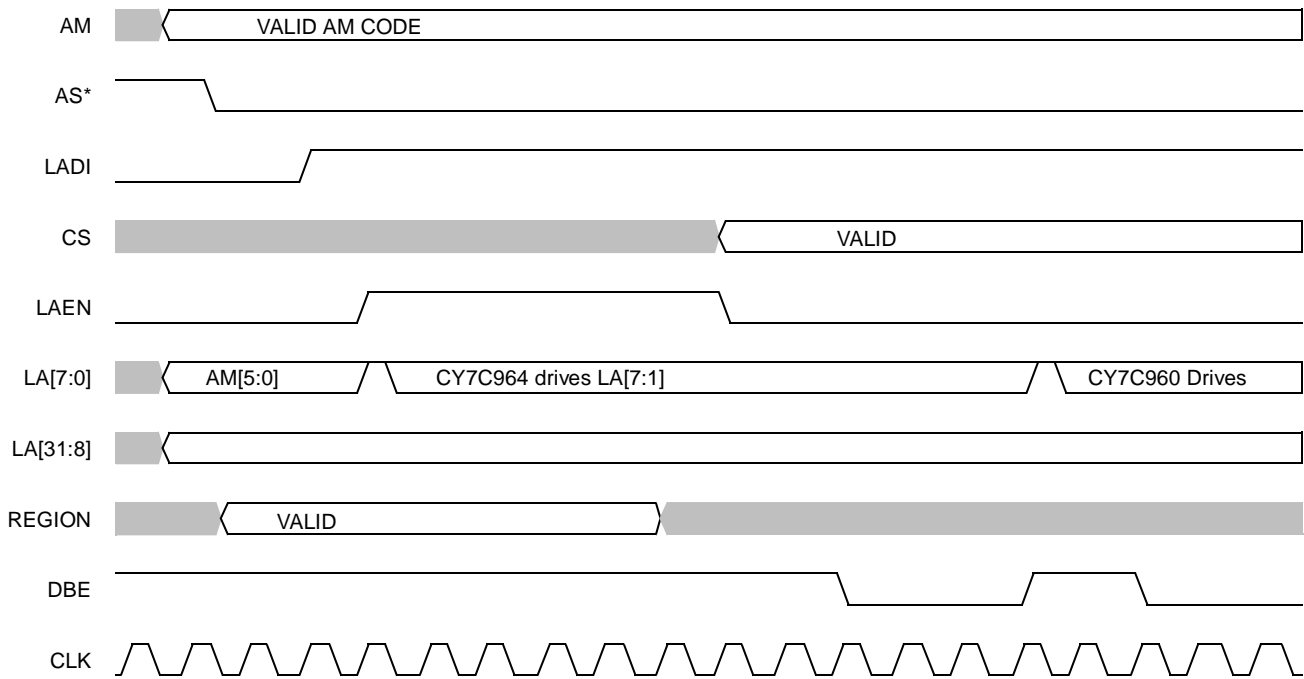 AM VALID AM CODE
AS*
LADI
CS VALID
LAEN
LA[7:0] AM[5:0] CY7C964 drives LA[7:1] CY7C960 Drives
LA[31:8]
REGION VALID
DBE
CLK